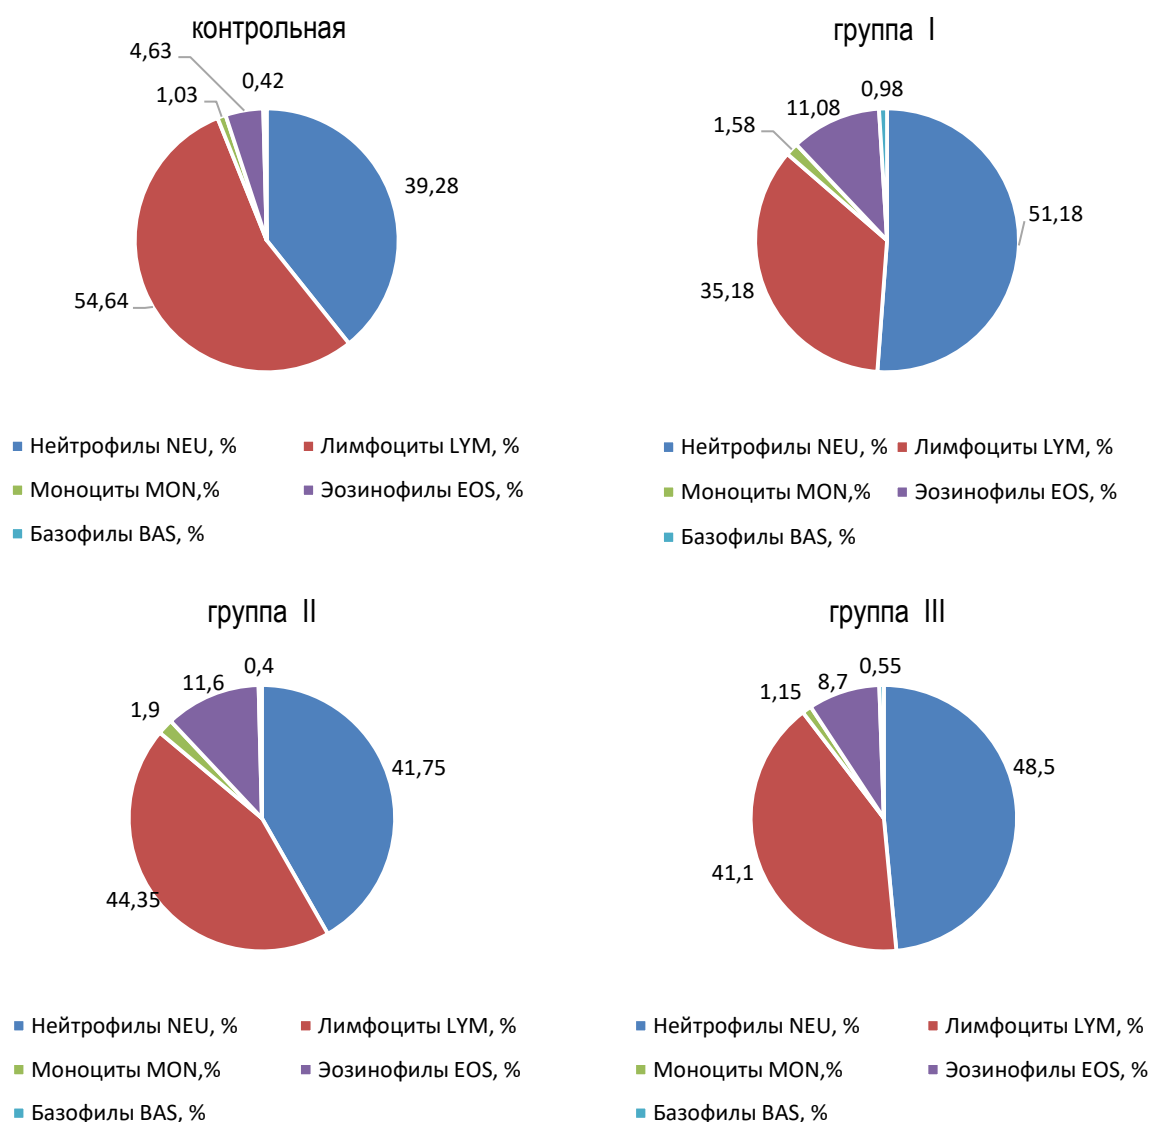 контрольная
4,63
0,42
1,03
39,28
54,64
Нейтрофилы NEU, %
Лимфоциты LYM, %
Моноциты MON,%
Эозинофилы EOS, %
Базофилы BAS, %
группа I
0,98
11,08
1,58
51,18
35,18
Нейтрофилы NEU, %
Лимфоциты LYM, %
Моноциты MON,%
Эозинофилы EOS, %
Базофилы BAS, %
группа II
0,4
11,6
1,9
41,75
44,35
Нейтрофилы NEU, %
Лимфоциты LYM, %
Моноциты MON,%
Эозинофилы EOS, %
Базофилы BAS, %
группа III
0,55
8,7
1,15
48,5
41,1
Нейтрофилы NEU, %
Лимфоциты LYM, %
Моноциты MON,%
Эозинофилы EOS, %
Базофилы BAS, %